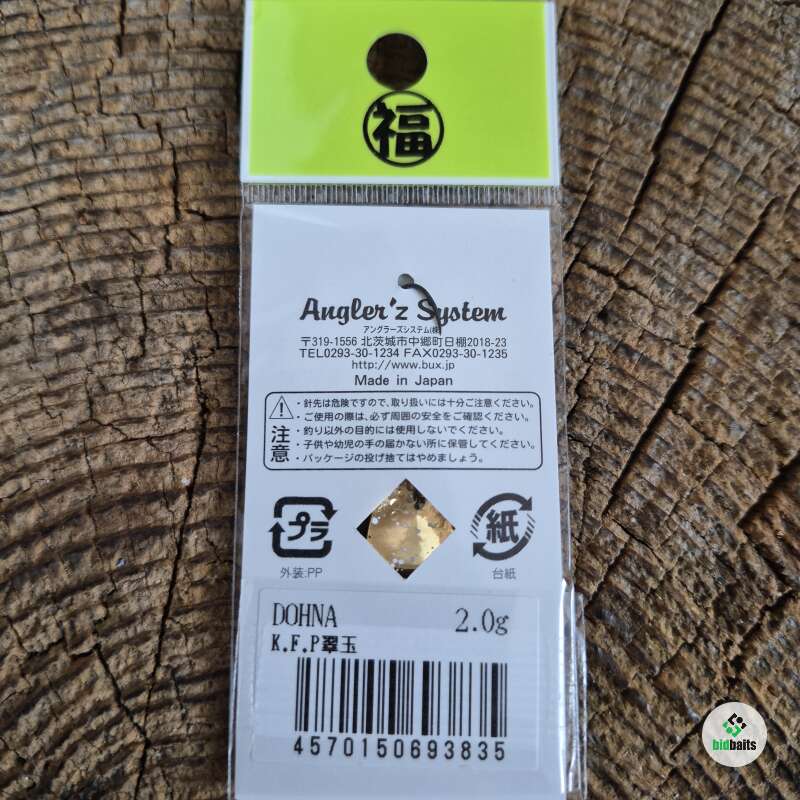 福
Angler'z System
アングラーズシステム(株)
〒319-1556 北茨城市中郷町日棚2018-23
TEL0293-30-1234 FAX0293-30-1235
http://www.bux.jp
Made in Japan
注意
・針先は危険ですので、取り扱いには十分ご注意ください。
・ご使用の際は、必ず周囲の安全をご確認ください。
・釣り以外の目的には使用しないでください。
・子供や幼児の手の届かない所に保管してください。
・パッケージの投げ捨てはやめましょう。
プラ
外装:PP
紙
台紙
DOHNA 2.0g
K.F.P翠玉
4570150693835
bidbaits